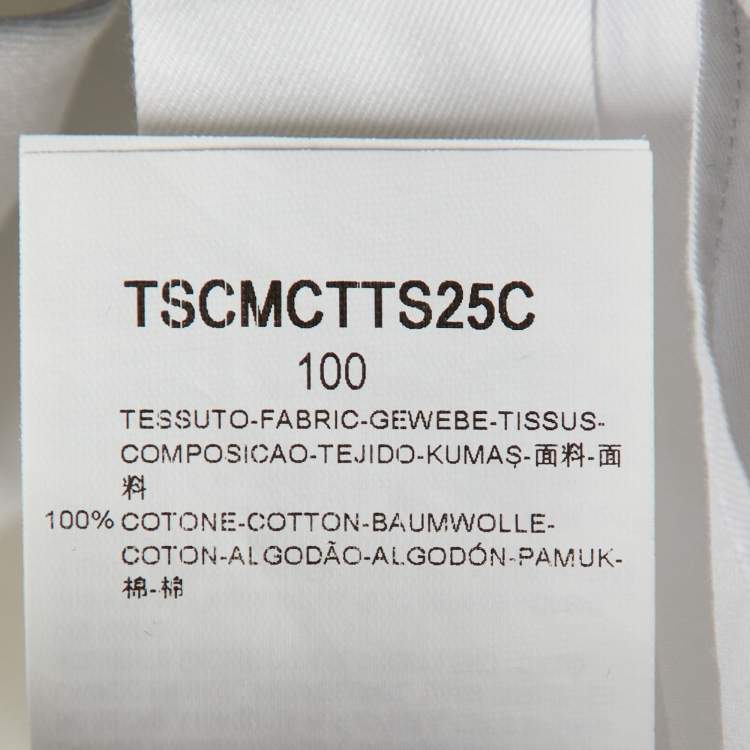 TSCMCTTS25C
100
TESSUTO-FABRIC-GEWEBE-TISSUS-
COMPOSICAO-TEJIDO-KUMAŞ-面料-面
料
100% COTONE-COTTON-BAUMWOLLE-
COTON-ALGODÃO-ALGODÓN-PAMUK-
棉-棉